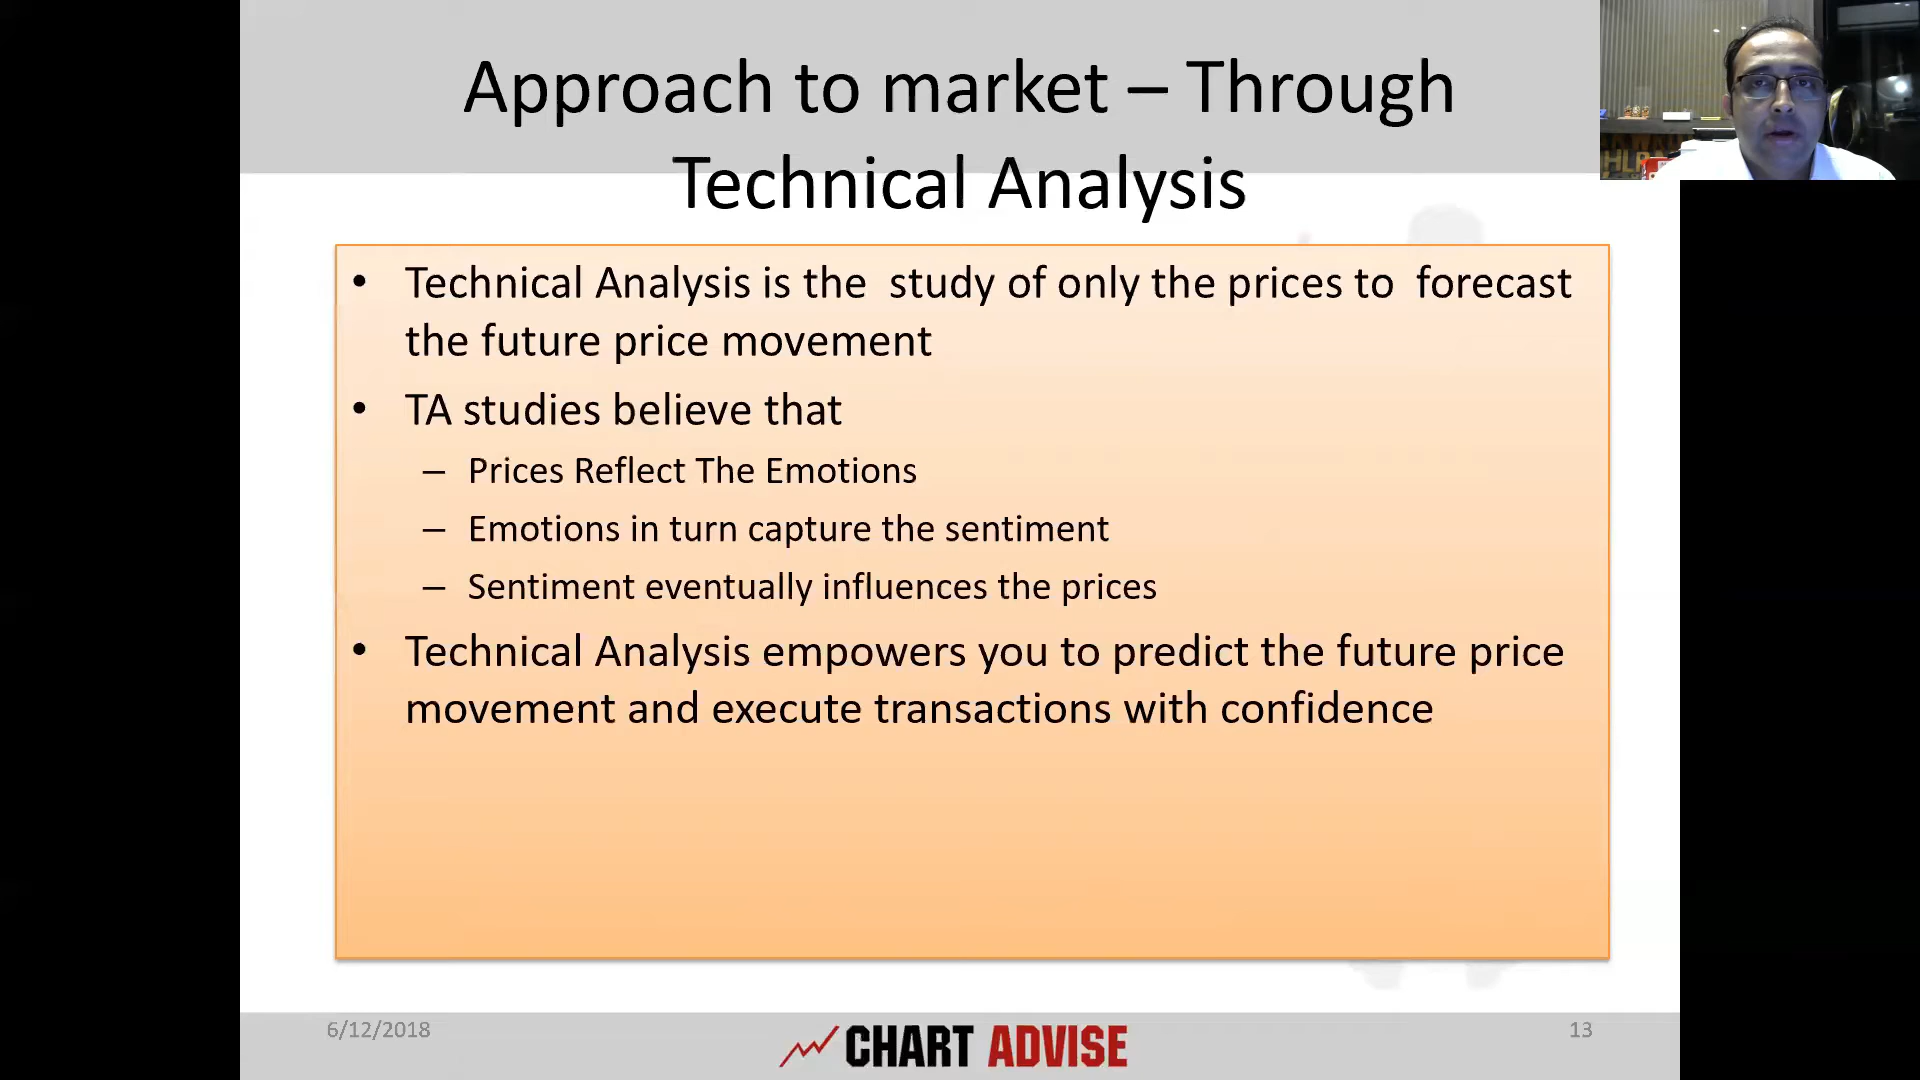 Approach to market – Through
Technical Analysis
• Technical Analysis is the study of only the prices to forecast
the future price movement
• TA studies believe that
– Prices Reflect The Emotions
– Emotions in turn capture the sentiment
– Sentiment eventually influences the prices
• Technical Analysis empowers you to predict the future price
movement and execute transactions with confidence
6/12/2018
CHART ADVISE
13